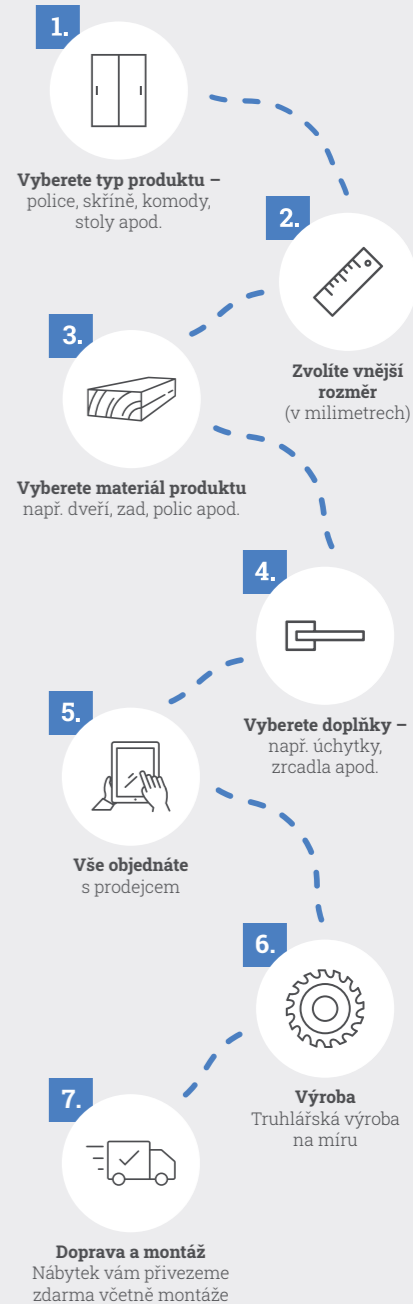 1.
Vyberete typ produktu –
police, skříně, komody,
stoly apod.
2.
Zvolíte vnější
rozměr
(v milimetrech)
3.
Vyberete materiál produktu
např. dveří, zad, polic apod.
4.
Vyberete doplňky –
např. úchytky,
zrcadla apod.
5.
Vše objednáte
s prodejcem
6.
Výroba
Truhlářská výroba
na míru
7.
Doprava a montáž
Nábytek vám přivezeme
zdarma včetně montáže